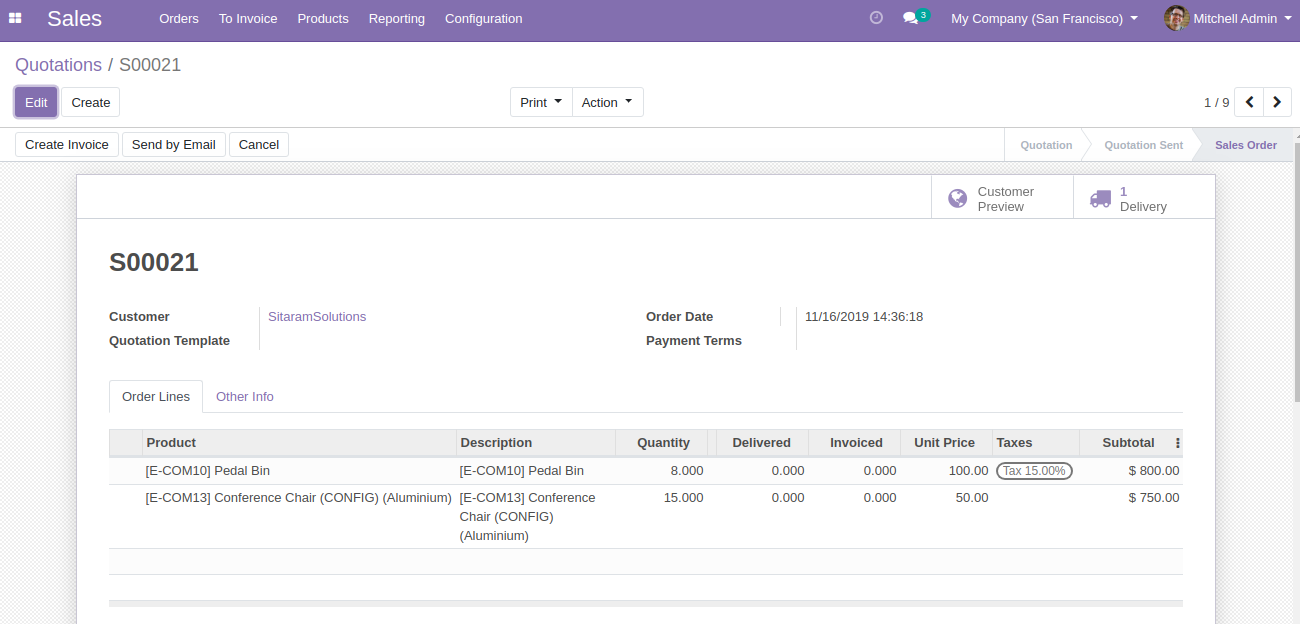 Sales Orders To Invoice Products Reporting Configuration 3 My Company (San Francisco) Mitchell Admin
Quotations / S00021
Edit Create Print Action 1 / 9
Create Invoice Send by Email Cancel Quotation Quotation Sent Sales Order
Customer Preview
1 Delivery
S00021
Customer SitaramSolutions Order Date 11/16/2019 14:36:18
Quotation Template Payment Terms
Order Lines Other Info
Product Description Quantity Delivered Invoiced Unit Price Taxes Subtotal
[E-COM10] Pedal Bin [E-COM10] Pedal Bin 8.000 0.000 0.000 100.00 Tax 15.00% $ 800.00
[E-COM13] Conference Chair (CONFIG) (Aluminium) [E-COM13] Conference 15.000 0.000 0.000 50.00 $ 750.00
Chair (CONFIG)
(Aluminium)